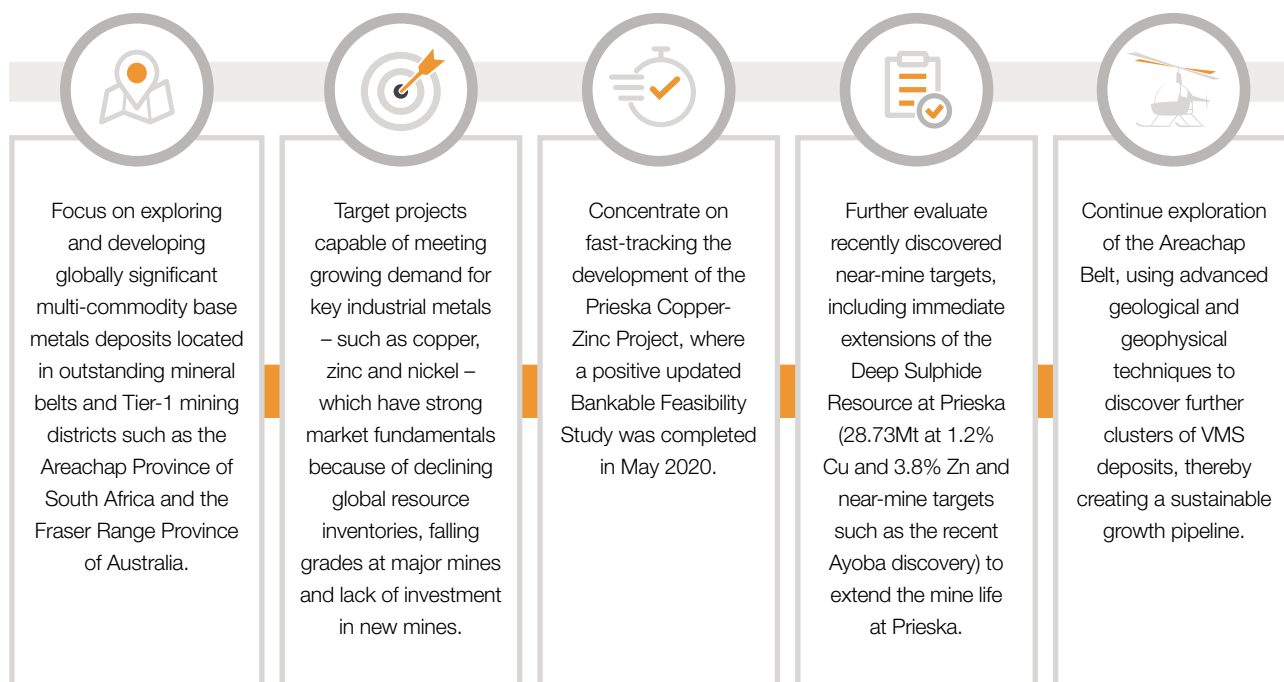 Focus on exploring
and developing
globally significant
multi-commodity base
metals deposits located
in outstanding mineral
belts and Tier-1 mining
districts such as the
Areachap Province of
South Africa and the
Fraser Range Province
of Australia.
Target projects
capable of meeting
growing demand for
key industrial metals
– such as copper,
zinc and nickel –
which have strong
market fundamentals
because of declining
global resource
inventories, falling
grades at major mines
and lack of investment
in new mines.
Concentrate on
fast-tracking the
development of the
Prieska Copper-
Zinc Project, where
a positive updated
Bankable Feasibility
Study was completed
in May 2020.
Further evaluate
recently discovered
near-mine targets,
including immediate
extensions of the
Deep Sulphide
Resource at Prieska
(28.73Mt at 1.2%
Cu and 3.8% Zn and
near-mine targets
such as the recent
Ayoba discovery) to
extend the mine life
at Prieska.
Continue exploration
of the Areachap
Belt, using advanced
geological and
geophysical
techniques to
discover further
clusters of VMS
deposits, thereby
creating a sustainable
growth pipeline.